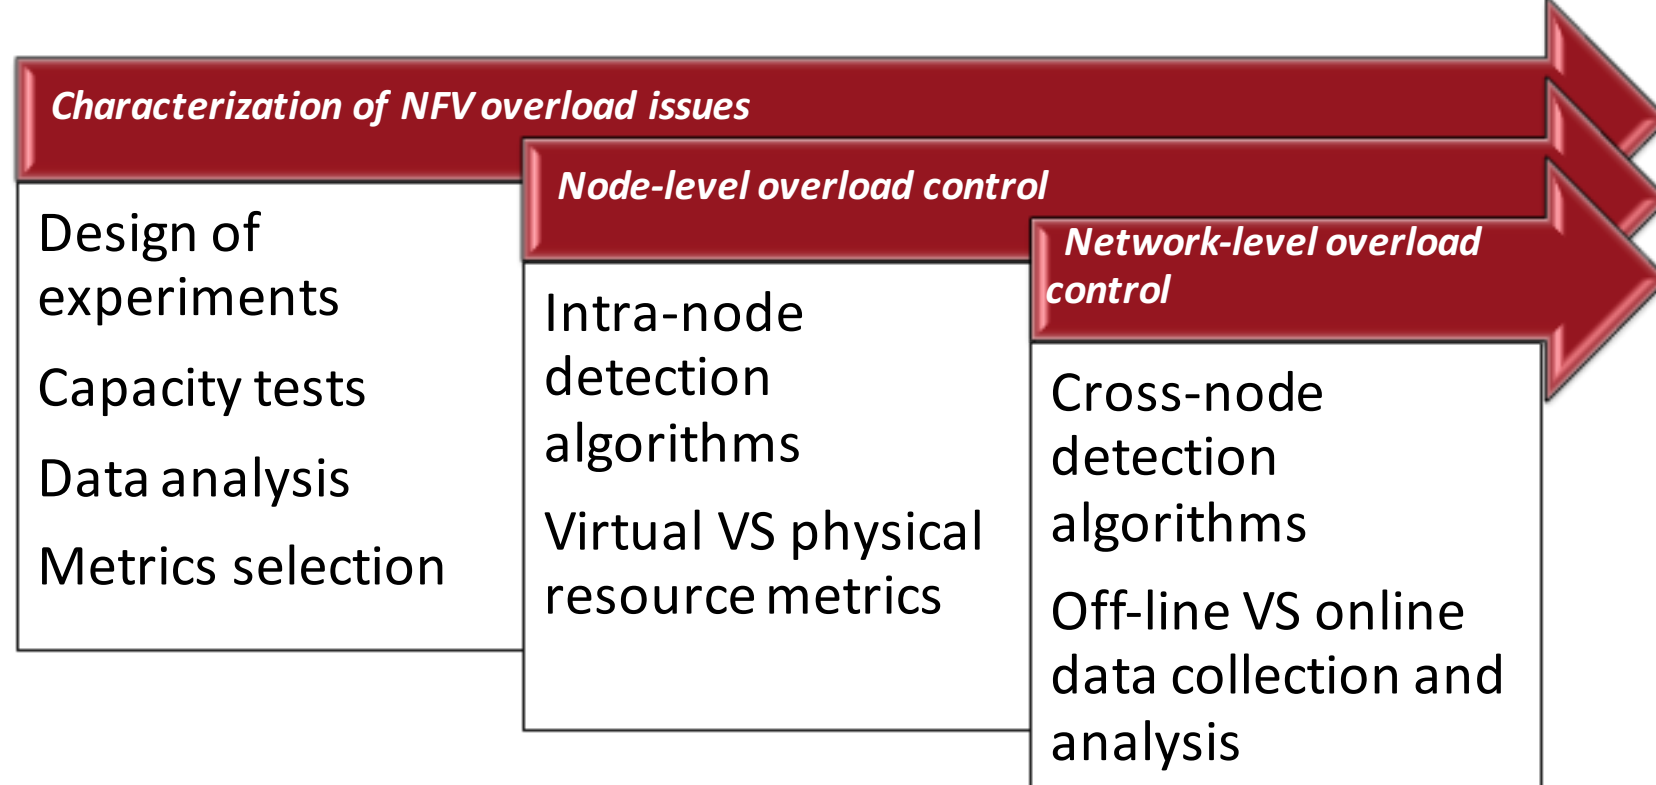 Characterization of NFV overload issues
Design of
experiments
Capacity tests
Data analysis
Metrics selection
Node-level overload control
Intra-node
detection
algorithms
Virtual VS physical
resource metrics
Network-level overload
control
Cross-node
detection
algorithms
Off-line VS online
data collection and
analysis